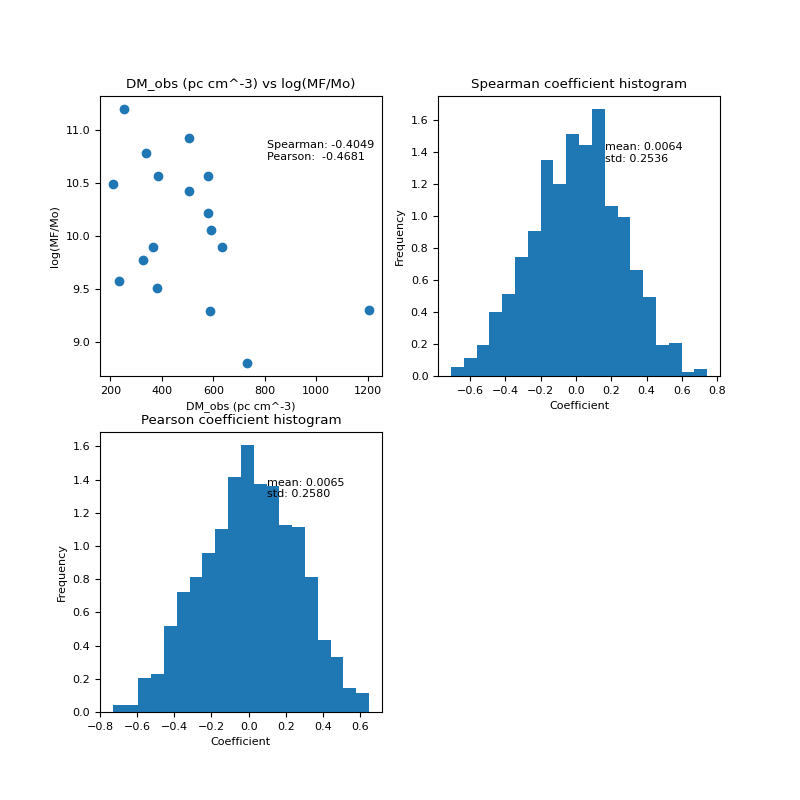 DM_obs (pc cm^-3) vs log(MF/Mo)
log(MF/Mo)
11.0
10.5
10.0
9.5
9.0
Spearman: -0.4049
Pearson:  -0.4681
200 400 600 800 1000 1200
DM_obs (pc cm^-3)
Spearman coefficient histogram
Frequency
1.6
1.4
1.2
1.0
0.8
0.6
0.4
0.2
0.0
mean: 0.0064
std: 0.2536
−0.6 −0.4 −0.2 0.0 0.2 0.4 0.6 0.8
Coefficient
Pearson coefficient histogram
Frequency
1.6
1.4
1.2
1.0
0.8
0.6
0.4
0.2
0.0
mean: 0.0065
std: 0.2580
−0.8 −0.6 −0.4 −0.2 0.0 0.2 0.4 0.6
Coefficient